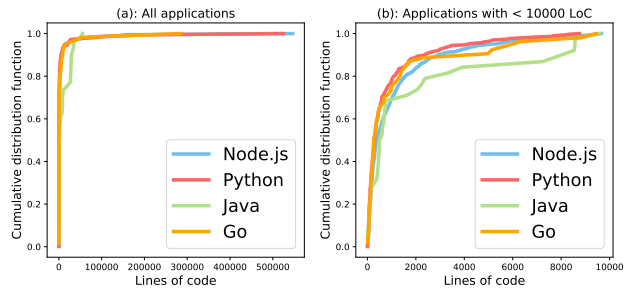 (a): All applications
Cumulative distribution function
1.0
0.8
0.6
0.4
0.2
0.0
Node.js
Python
Java
Go
0 100000 200000 300000 400000 500000
Lines of code
(b): Applications with < 10000 LoC
Cumulative distribution function
1.0
0.8
0.6
0.4
0.2
0.0
Node.js
Python
Java
Go
0 2000 4000 6000 8000 10000
Lines of code